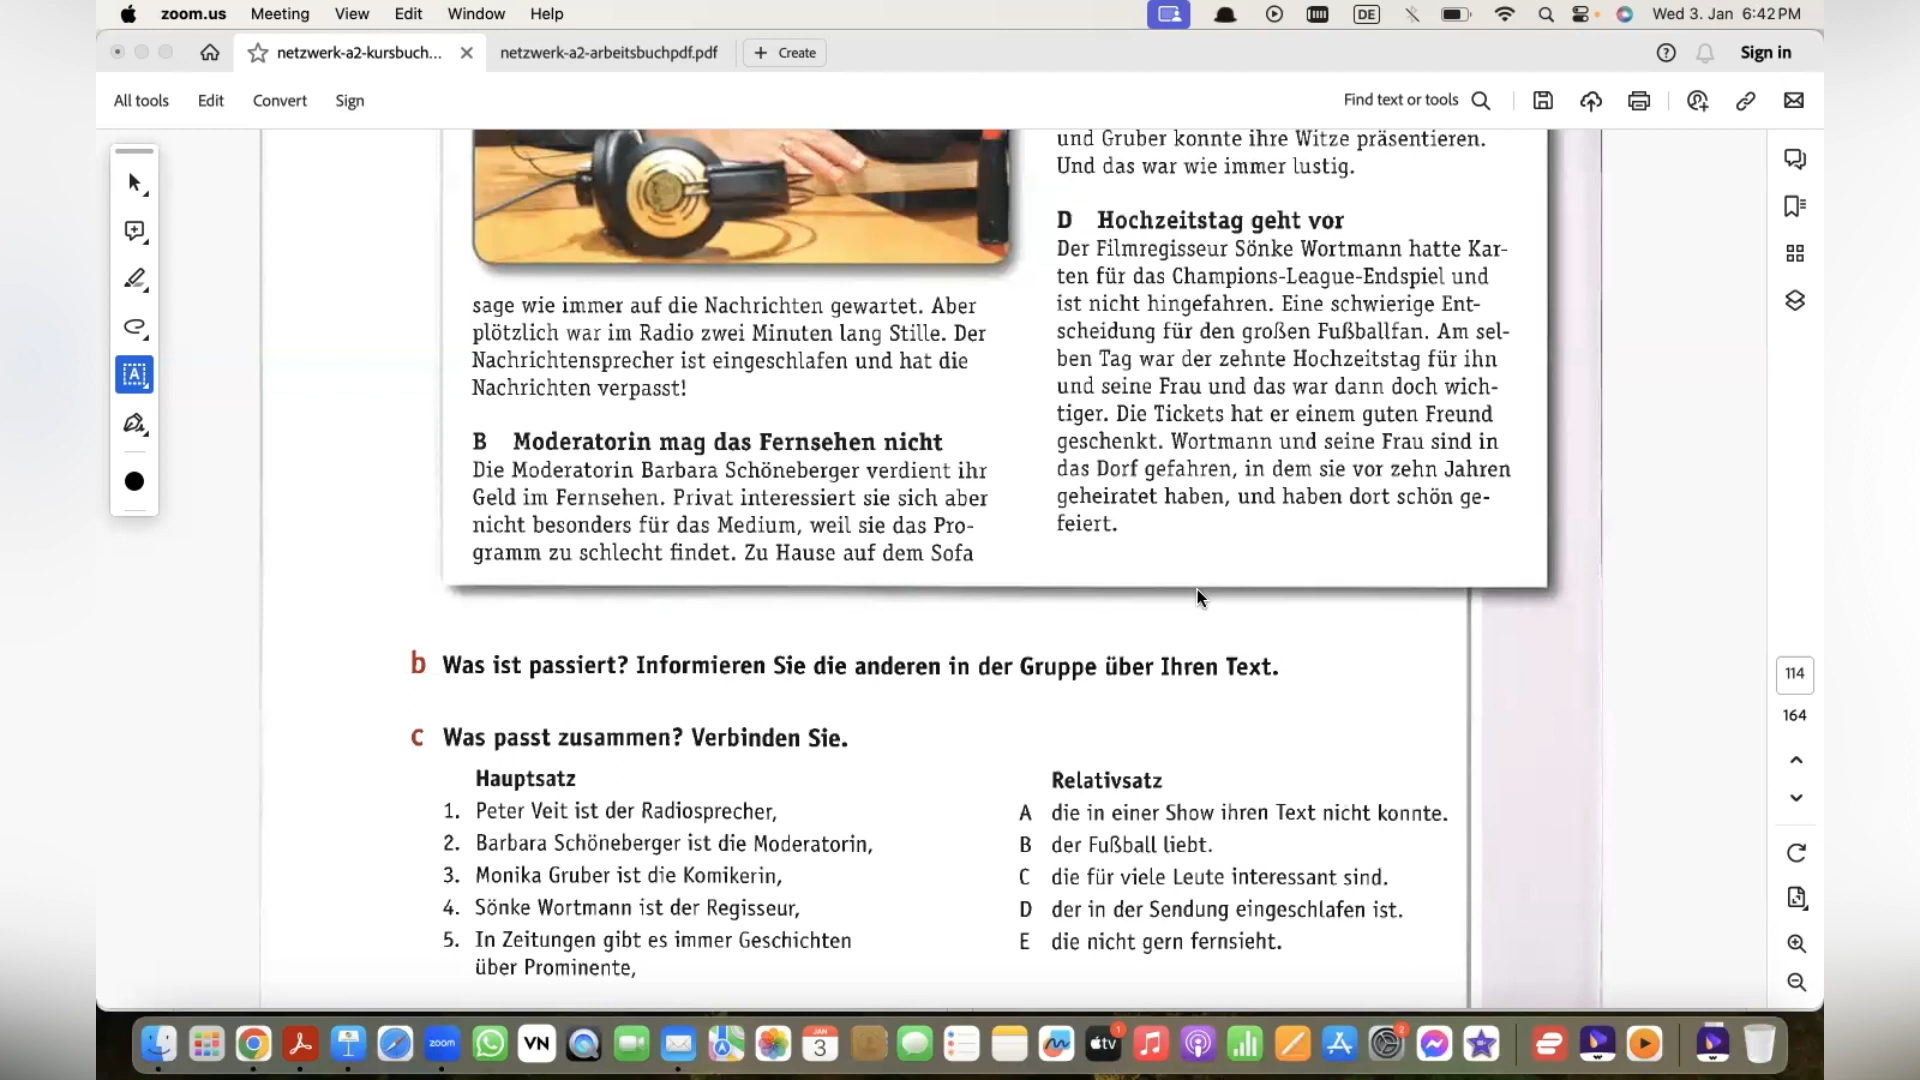 zoom.us Meeting View Edit Window Help DE Wed 3. Jan 6:42 PM
netzwerk-a2-kursbuch... netzwerk-a2-arbeitsbuchpdf.pdf + Create Sign in
All tools Edit Convert Sign Find text or tools
sage wie immer auf die Nachrichten gewartet. Aber
plötzlich war im Radio zwei Minuten lang Stille. Der
Nachrichtensprecher ist eingeschlafen und hat die
Nachrichten verpasst!
B Moderatorin mag das Fernsehen nicht
Die Moderatorin Barbara Schöneberger verdient ihr
Geld im Fernsehen. Privat interessiert sie sich aber
nicht besonders für das Medium, weil sie das Pro-
gramm zu schlecht findet. Zu Hause auf dem Sofa
und Gruber konnte ihre Witze präsentieren.
Und das war wie immer lustig.
D Hochzeitstag geht vor
Der Filmregisseur Sönke Wortmann hatte Kar-
ten für das Champions-League-Endspiel und
ist nicht hingefahren. Eine schwierige Ent-
scheidung für den großen Fußballfan. Am sel-
ben Tag war der zehnte Hochzeitstag für ihn
und seine Frau und das war dann doch wich-
tiger. Die Tickets hat er einem guten Freund
geschenkt. Wortmann und seine Frau sind in
das Dorf gefahren, in dem sie vor zehn Jahren
geheiratet haben, und haben dort schön ge-
feiert.
b Was ist passiert? Informieren Sie die anderen in der Gruppe über Ihren Text.
c Was passt zusammen? Verbinden Sie.
Hauptsatz
1. Peter Veit ist der Radiosprecher,
2. Barbara Schöneberger ist die Moderatorin,
3. Monika Gruber ist die Komikerin,
4. Sönke Wortmann ist der Regisseur,
5. In Zeitungen gibt es immer Geschichten
über Prominente,
Relativsatz
A die in einer Show ihren Text nicht konnte.
B der Fußball liebt.
C die für viele Leute interessant sind.
D der in der Sendung eingeschlafen ist.
E die nicht gern fernsieht.
114
164
zoom VN JAN 3 tv 1 2